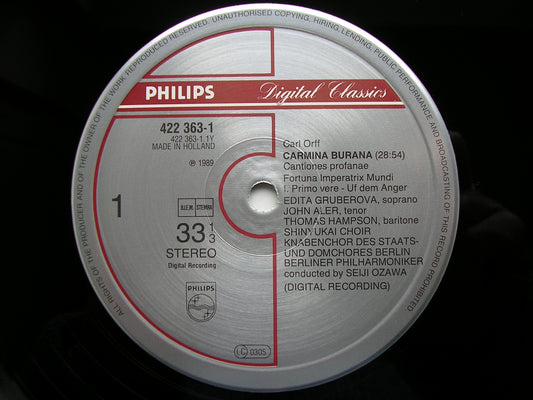 ALL RIGHTS OF THE PRODUCER AND OF THE OWNER OF THE WORK REPRODUCED RESERVED. UNAUTHORISED COPYING, HIRING, LENDING, PUBLIC PERFORMANCE AND BROADCASTING OF THIS RECORD PROHIBITED.
PHILIPS Digital Classics
422 363-1
422 363-1.1Y
MADE IN HOLLAND
℗ 1989
1
B.I.E.M. STEMRA
33 1/3
STEREO
Digital Recording
PHILIPS
LC 0305
Carl Orff
CARMINA BURANA (28:54)
Cantiones profanae
Fortuna Imperatrix Mundi
I. Primo vere - Uf dem Anger
EDITA GRUBEROVA, soprano
JOHN ALER, tenor
THOMAS HAMPSON, baritone
SHINYUKAI CHOIR
KNABENCHOR DES STAATS-
UND DOMCHORES BERLIN
BERLINER PHILHARMONIKER
conducted by SEIJI OZAWA
(DIGITAL RECORDING)